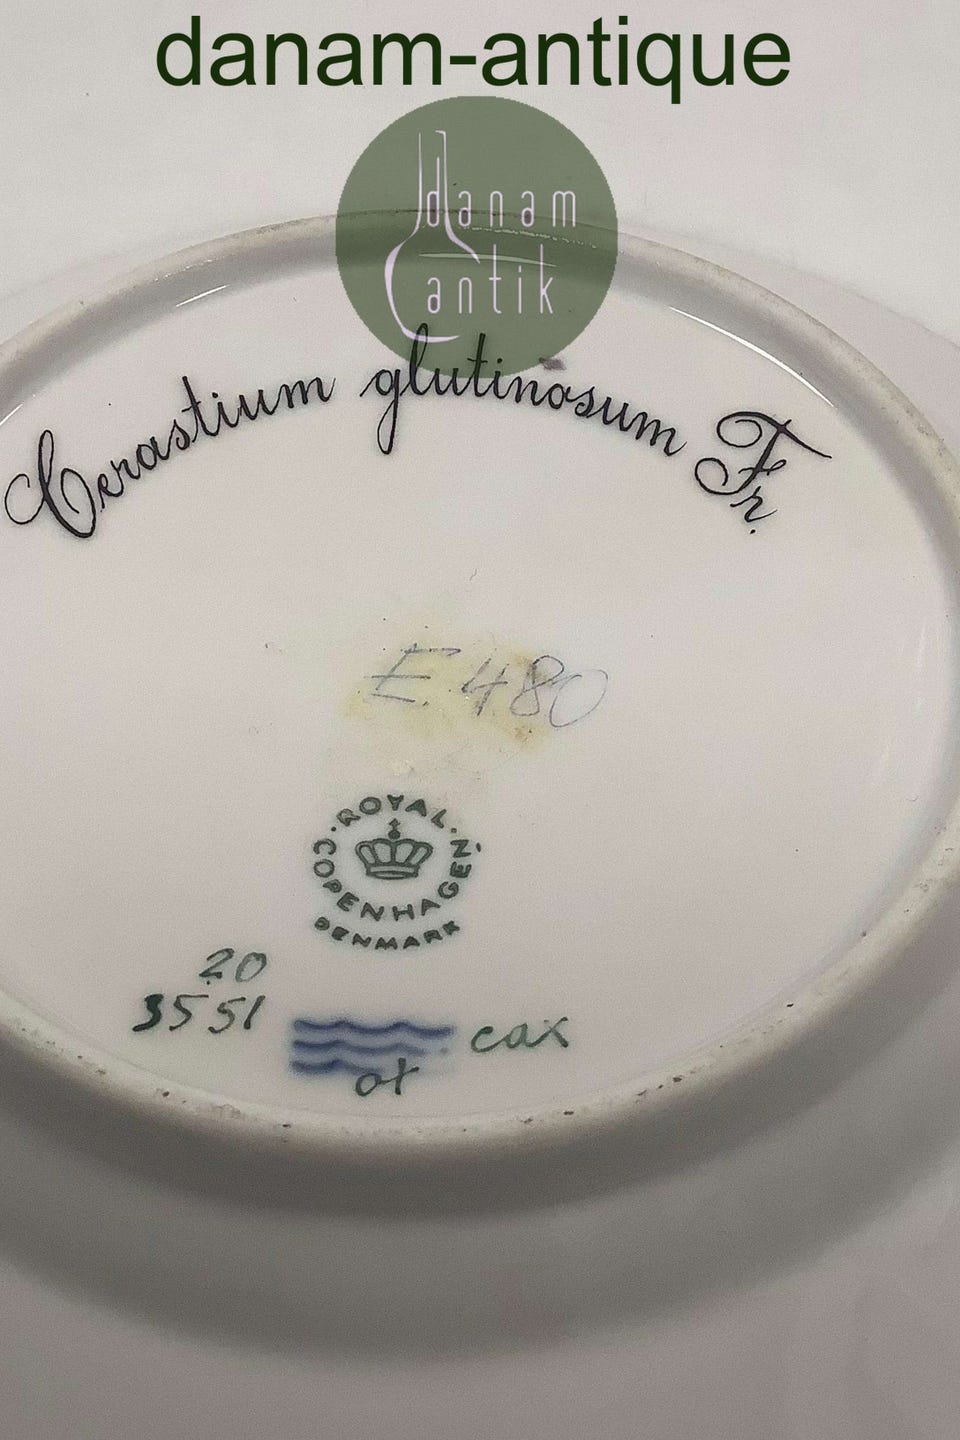 danam-antique
danam
antik
Cerastium glutinosum Fr.
E. 480
ROYAL
COPENHAGEN
DENMARK
20
3551
cax